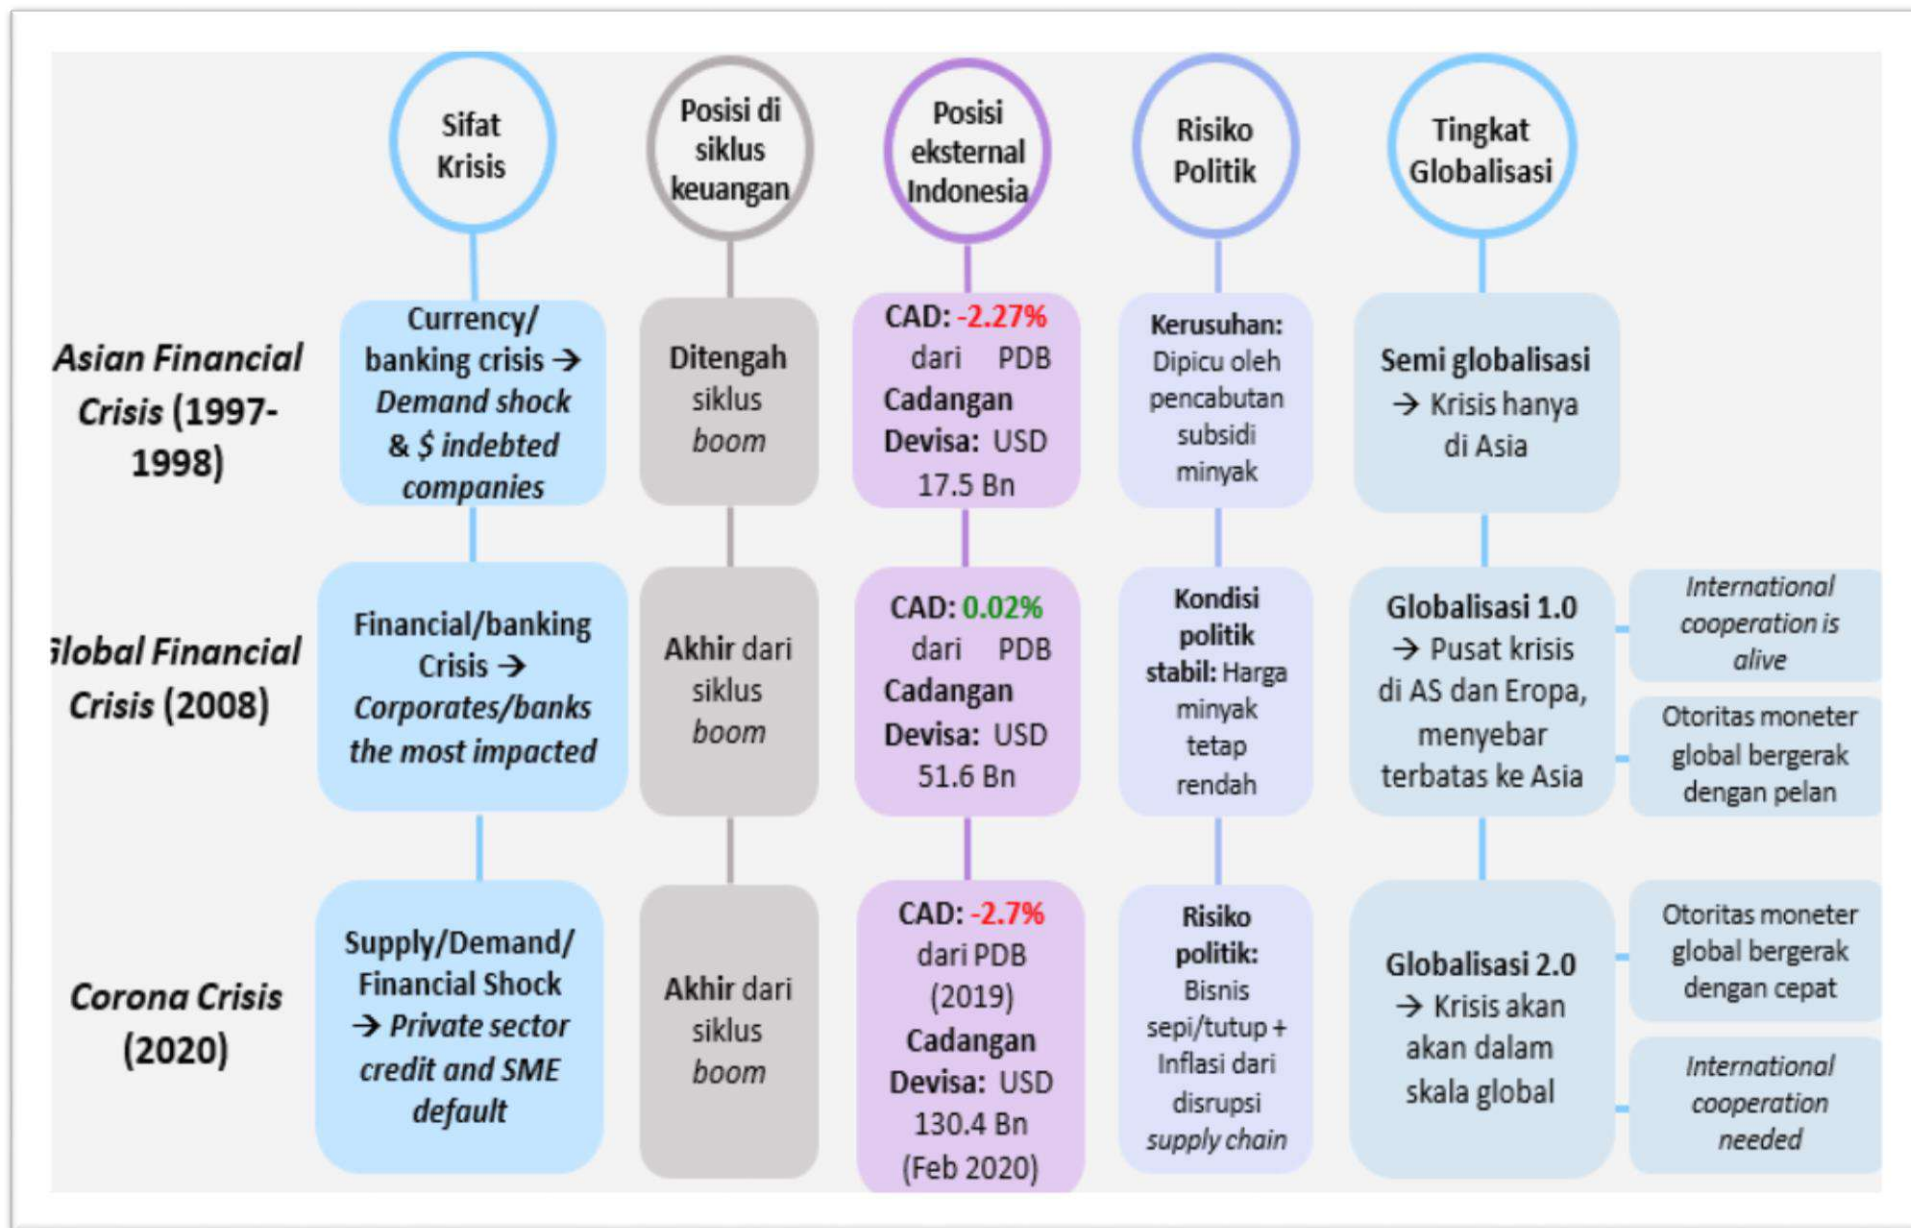 Sifat
Krisis
Posisi di
siklus
keuangan
Posisi
eksternal
Indonesia
Risiko
Politik
Tingkat
Globalisasi
Asian Financial
Crisis (1997-
1998)
Currency/
banking crisis →
Demand shock
& $ indebted
companies
Ditengah
siklus
boom
CAD: -2.27%
dari PDB
Cadangan
Devisa: USD
17.5 Bn
Kerusuhan:
Dipicu oleh
pencabutan
subsidi
minyak
Semi globalisasi
→ Krisis hanya
di Asia
Global Financial
Crisis (2008)
Financial/banking
Crisis →
Corporates/banks
the most impacted
Akhir dari
siklus
boom
CAD: 0.02%
dari PDB
Cadangan
Devisa: USD
51.6 Bn
Kondisi
politik
stabil: Harga
minyak
tetap
rendah
Globalisasi 1.0
→ Pusat krisis
di AS dan Eropa,
menyebar
terbatas ke Asia
International
cooperation is
alive
Otoritas moneter
global bergerak
dengan pelan
Corona Crisis
(2020)
Supply/Demand/
Financial Shock
→ Private sector
credit and SME
default
Akhir dari
siklus
boom
CAD: -2.7%
dari PDB
(2019)
Cadangan
Devisa: USD
130.4 Bn
(Feb 2020)
Risiko
politik:
Bisnis
sepi/tutup +
Inflasi dari
disrupsi
supply chain
Globalisasi 2.0
→ Krisis akan
akan dalam
skala global
Otoritas moneter
global bergerak
dengan cepat
International
cooperation
needed